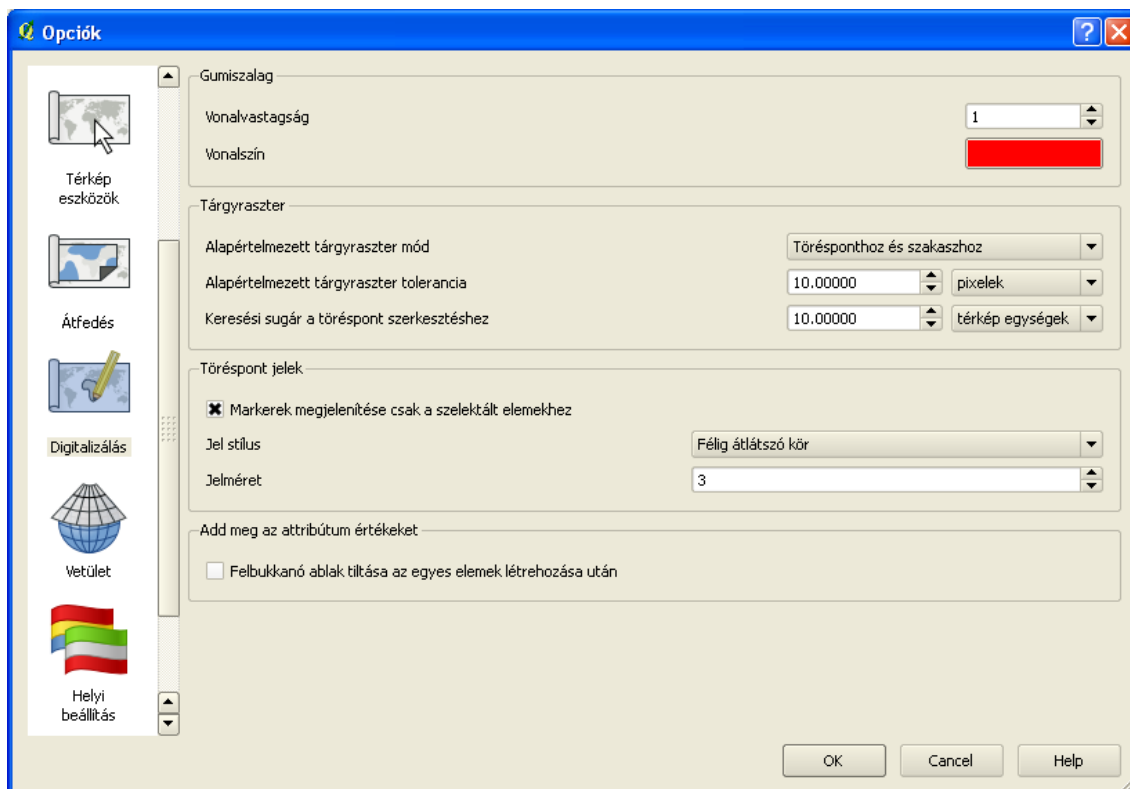 Opciók
Térkép
eszközök
Átfedés
Digitalizálás
Vetület
Helyi
beállítás
Gumiszalag
Vonalvastagság
1
Vonalszín
Tárgyraszter
Alapértelmezett tárgyraszter mód
Törésponthoz és szakaszhoz
Alapértelmezett tárgyraszter tolerancia
10.00000
pixelek
Keresési sugár a töréspont szerkesztéshez
10.00000
térkép egységek
Töréspont jelek
Markerek megjelenítése csak a szelektált elemekhez
Jel stílus
Félig átlátszó kör
Jelméret
3
Add meg az attribútum értékeket
Felbukkanó ablak tiltása az egyes elemek létrehozása után
OK
Cancel
Help